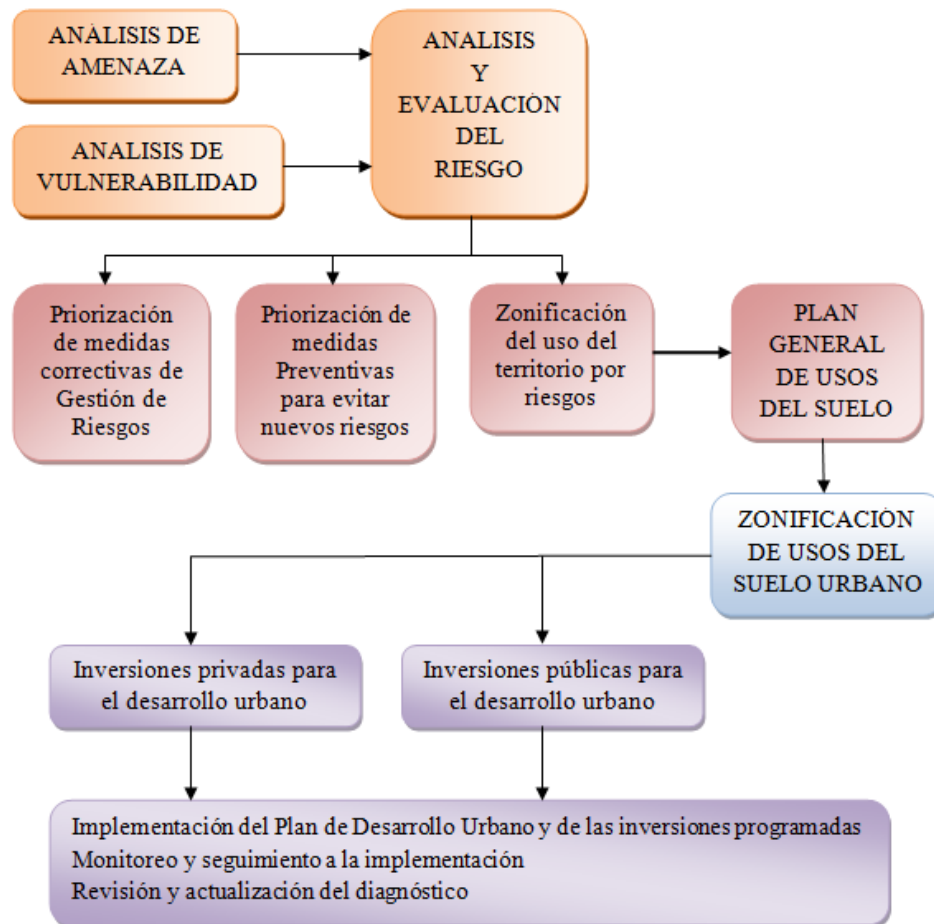 ANÁLISIS DE
AMENAZA
ANALISIS
Y
EVALUACIÓN
DEL
RIESGO
ANALISIS DE
VULNERABILIDAD
Priorización
de medidas
correctivas de
Gestión de
Riesgos
Priorización de
medidas
Preventivas
para evitar
nuevos riesgos
Zonificación
del uso del
territorio por
riesgos
PLAN
GENERAL
DE USOS
DEL SUELO
ZONIFICACIÓN
DE USOS DEL
SUELO URBANO
Inversiones privadas para
el desarrollo urbano
Inversiones públicas para
el desarrollo urbano
Implementación del Plan de Desarrollo Urbano y de las inversiones programadas
Monitoreo y seguimiento a la implementación
Revisión y actualización del diagnóstico